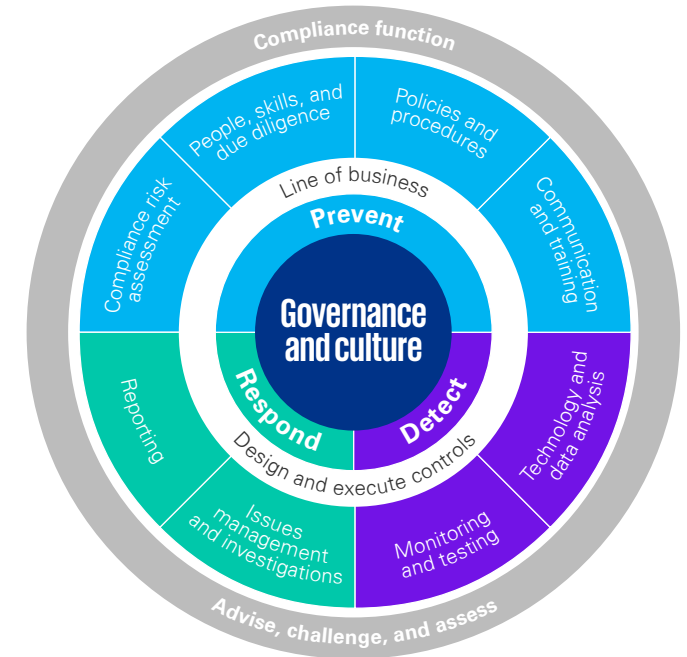 Compliance function
People, skills, and
due diligence
Policies and
procedures
Compliance risk
assessment
Communication
and training
Line of business
Prevent
Governance
and culture
Respond
Detect
Design and execute controls
Reporting
Technology and
data analysis
Issues
management
and investigations
Monitoring
and testing
Advise, challenge, and assess